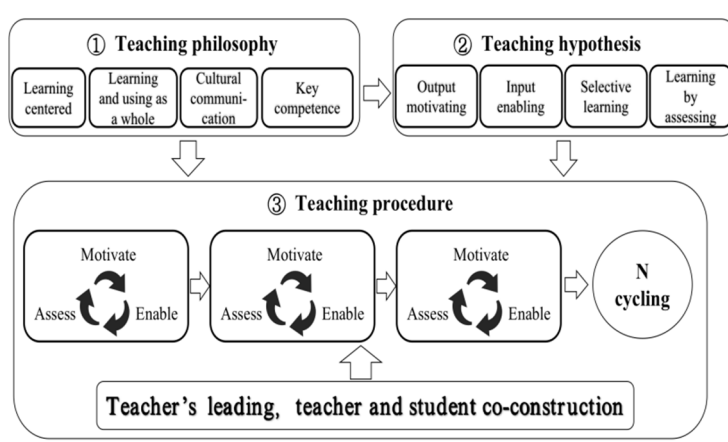 ① Teaching philosophy
Learning
centered
Learning
and using as
a whole
Cultural
communi-
cation
Key
competence
② Teaching hypothesis
Output
motivating
Input
enabling
Selective
learning
Learning
by
assessing
③ Teaching procedure
Motivate
Assess
Enable
Motivate
Assess
Enable
Motivate
Assess
Enable
N
cycling
Teacher's leading, teacher and student co-construction